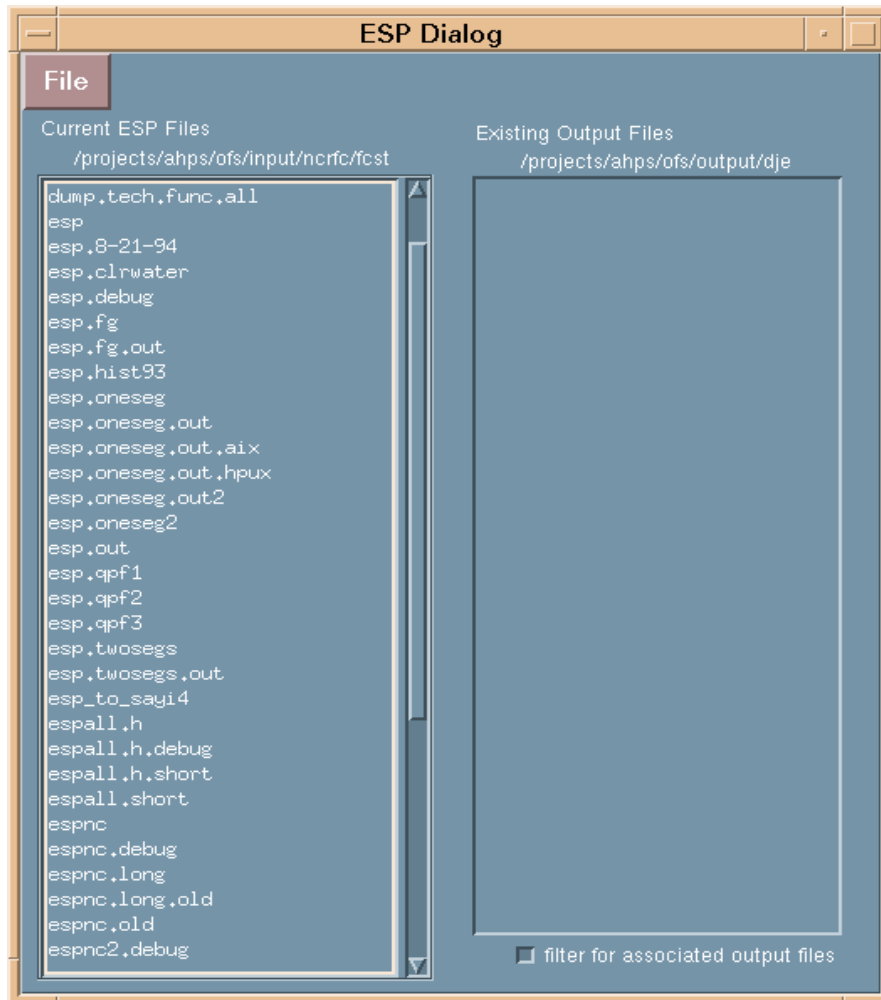 ESP Dialog
File
Current ESP Files
/projects/ahps/ofs/input/ncrfc/fcst
dump.tech.func.all
esp
esp.8-21-94
esp.clrwater
esp.debug
esp.fg
esp.fg.out
esp.hist93
esp.oneseg
esp.oneseg.out
esp.oneseg.out.aix
esp.oneseg.out.hpux
esp.oneseg.out2
esp.oneseg2
esp.out
esp.qpf1
esp.qpf2
esp.qpf3
esp.twosegs
esp.twosegs.out
esp_to_sayi4
espall.h
espall.h.debug
espall.h.short
espall.short
espnc
espnc.debug
espnc.long
espnc.long.old
espnc.old
espnc2.debug
Existing Output Files
/projects/ahps/ofs/output/dje
filter for associated output files